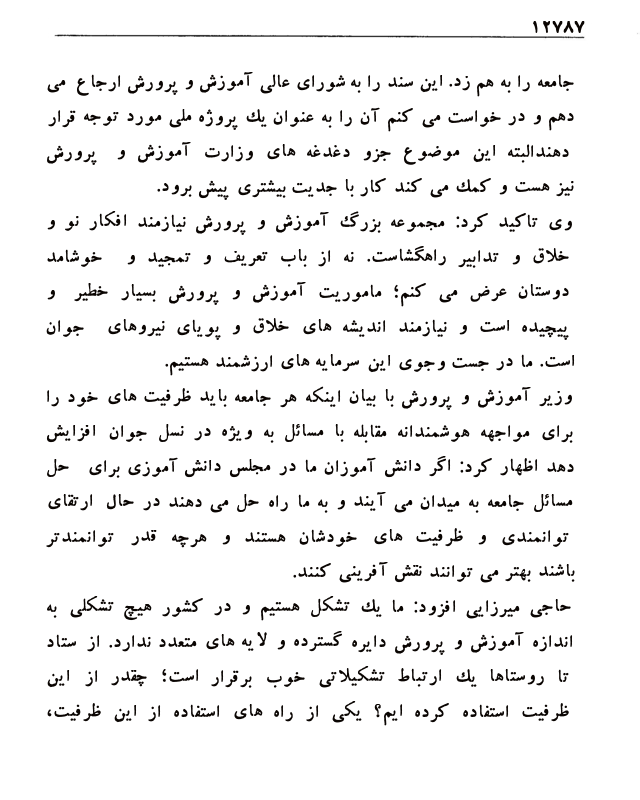 ۱۲۷۸۷
جامعه را به هم زد. این سند را به شورای عالی آموزش و پرورش ارجاع می
دهم و در خواست می کنم آن را به عنوان یك پروژه ملی مورد توجه قرار
دهندالبته این موضوع جزو دغدغه های وزارت آموزش و پرورش
نیز هست و کمك می کند کار با جدیت بیشتری پیش برود.
وی تاکید کرد: مجموعه بزرگ آموزش و پرورش نیازمند افکار نو و
خلاق و تدابیر راهگشاست. نه از باب تعریف و تمجید و خوشامد
دوستان عرض می کنم؛ ماموریت آموزش و پرورش بسیار خطیر و
پیچیده است و نیازمند اندیشه های خلاق و پویای نیروهای جوان
است. ما در جست وجوی این سرمایه های ارزشمند هستیم.
وزیر آموزش و پرورش با بیان اینکه هر جامعه باید ظرفیت های خود را
برای مواجهه هوشمندانه مقابله با مسائل به ویژه در نسل جوان افزایش
دهد اظهار کرد: اگر دانش آموزان ما در مجلس دانش آموزی برای حل
مسائل جامعه به میدان می آیند و به ما راه حل می دهند در حال ارتقای
توانمندی و ظرفیت های خودشان هستند و هرچه قدر توانمندتر
باشند بهتر می توانند نقش آفرینی کنند.
حاجی میرزایی افزود: ما یك تشکل هستیم و در کشور هیچ تشکلی به
اندازه آموزش و پرورش دایره گسترده و لایه های متعدد ندارد. از ستاد
تا روستاها یك ارتباط تشکیلاتی خوب برقرار است؛ چقدر از این
ظرفیت استفاده کرده ایم؟ یکی از راه های استفاده از این ظرفیت،